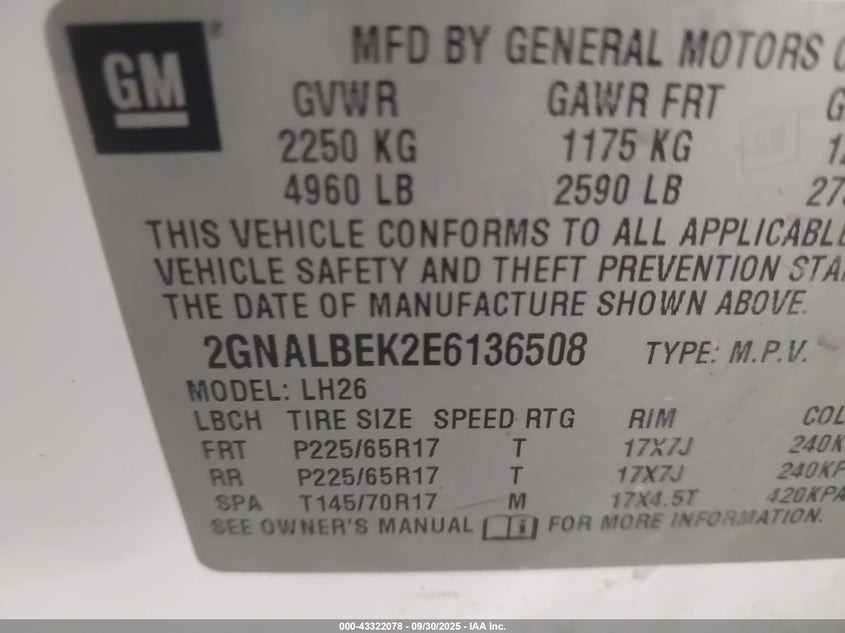 GM
MFD BY GENERAL MOTORS
GVWR GAWR FRT
2250 KG 1175 KG
4960 LB 2590 LB
THIS VEHICLE CONFORMS TO ALL APPLICABLE
VEHICLE SAFETY AND THEFT PREVENTION
THE DATE OF MANUFACTURE SHOWN ABOVE.
2GNALBEK2E6136508 TYPE: M.P.V.
MODEL: LH26
LBCH TIRE SIZE SPEED RTG RIM
FRT P225/65R17 T 17X7J
RR P225/65R17 T 17X7J
SPA T145/70R17 M 17X4.5T 420KPA
SEE OWNER'S MANUAL FOR MORE INFORMATION.
000-43322078 - 09/30/2025 - IAA Inc.